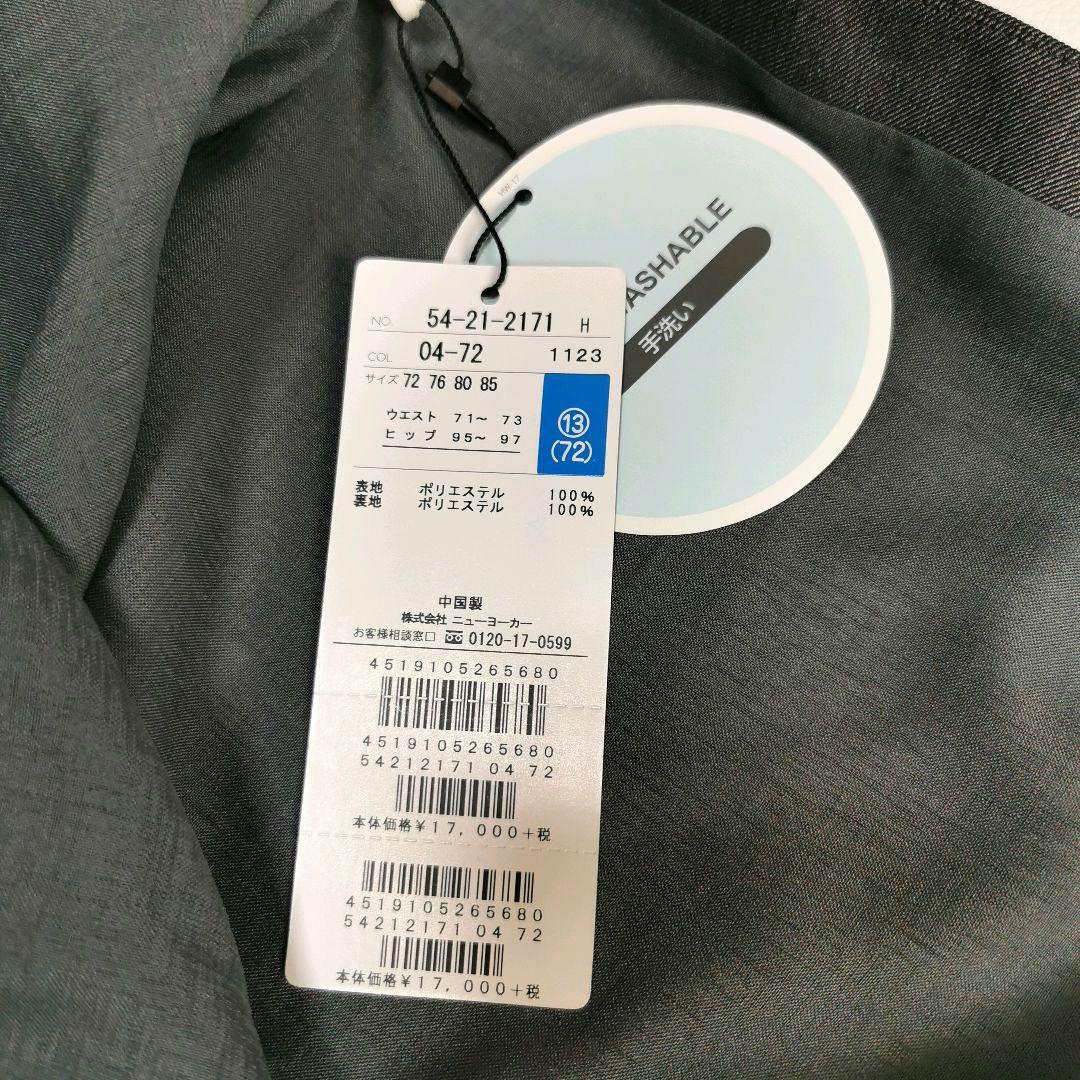 HW-17
WASHABLE
手洗い
NO. 54-21-2171 H
COL. 04-72 1123
サイズ 72 76 80 85
ウエスト 71～ 73
ヒップ 95～ 97
⑬
(72)
表地 ポリエステル 100%
裏地 ポリエステル 100%
中国製
株式会社 ニューヨーカー
お客様相談窓口 0120-17-0599
4519105265680
4519105265680
54212171 04 72
本体価格¥17,000+税
4519105265680
54212171 04 72
本体価格¥17,000+税